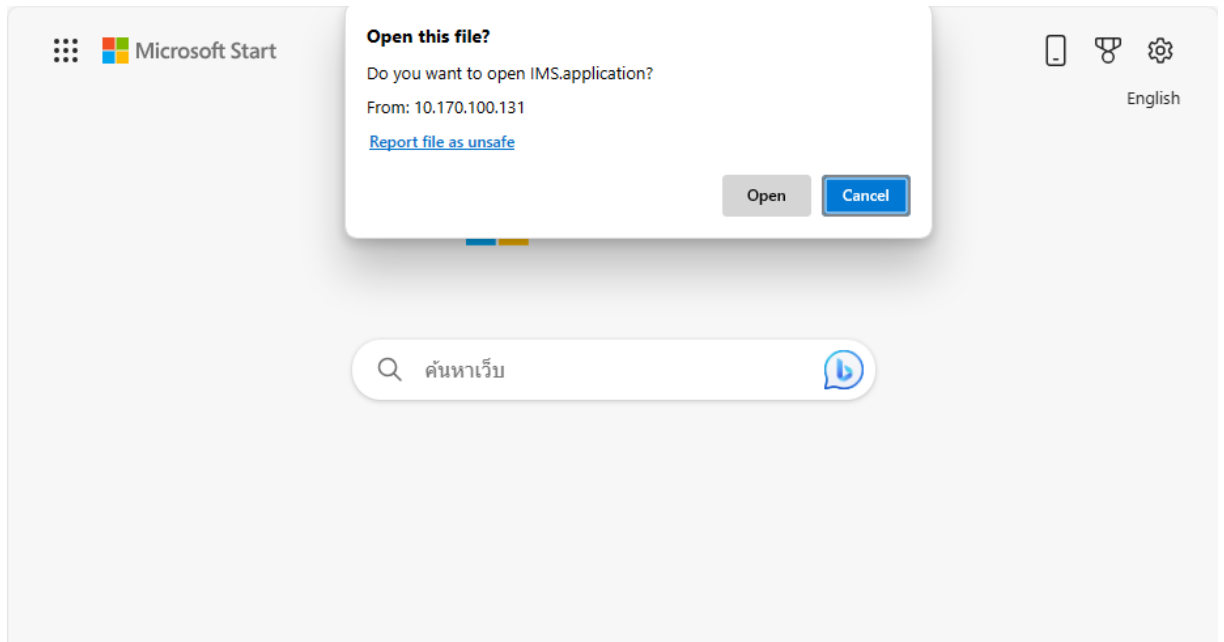 Microsoft Start
Open this file?
Do you want to open IMS.application?
From: 10.170.100.131
Report file as unsafe
Open Cancel
English
ค้นหาเว็บ